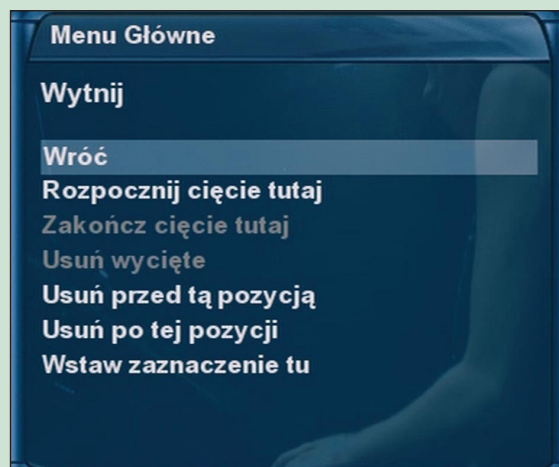 Menu Główne
Wytnij
Wróć
Rozpocznij cięcie tutaj
Zakończ cięcie tutaj
Usuń wycięte
Usuń przed tą pozycją
Usuń po tej pozycji
Wstaw zaznaczenie tu